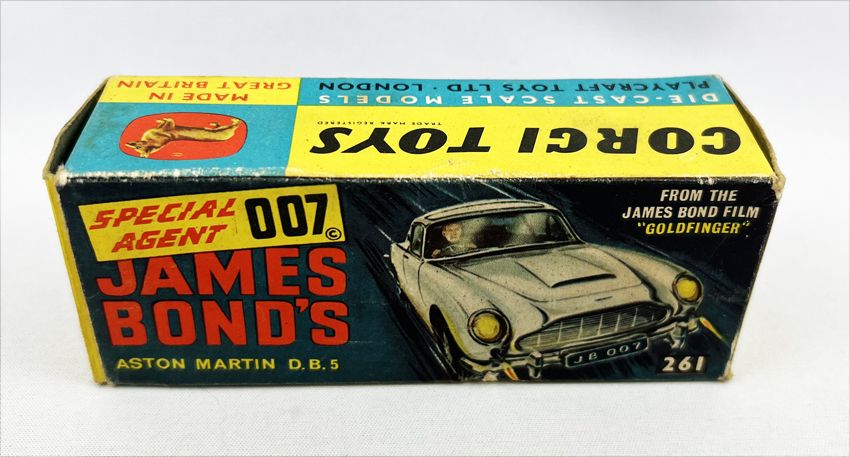 CORGI TOYS
TRADE MARK REGISTERED
DIE-CAST SCALE MODELS
PLAYCRAFT TOYS LTD · LONDON
MADE IN
GREAT BRITAIN
SPECIAL
AGENT
007 ©
JAMES
BOND'S
ASTON MARTIN D.B.5
FROM THE
JAMES BOND FILM
"GOLDFINGER"
JB 007
261